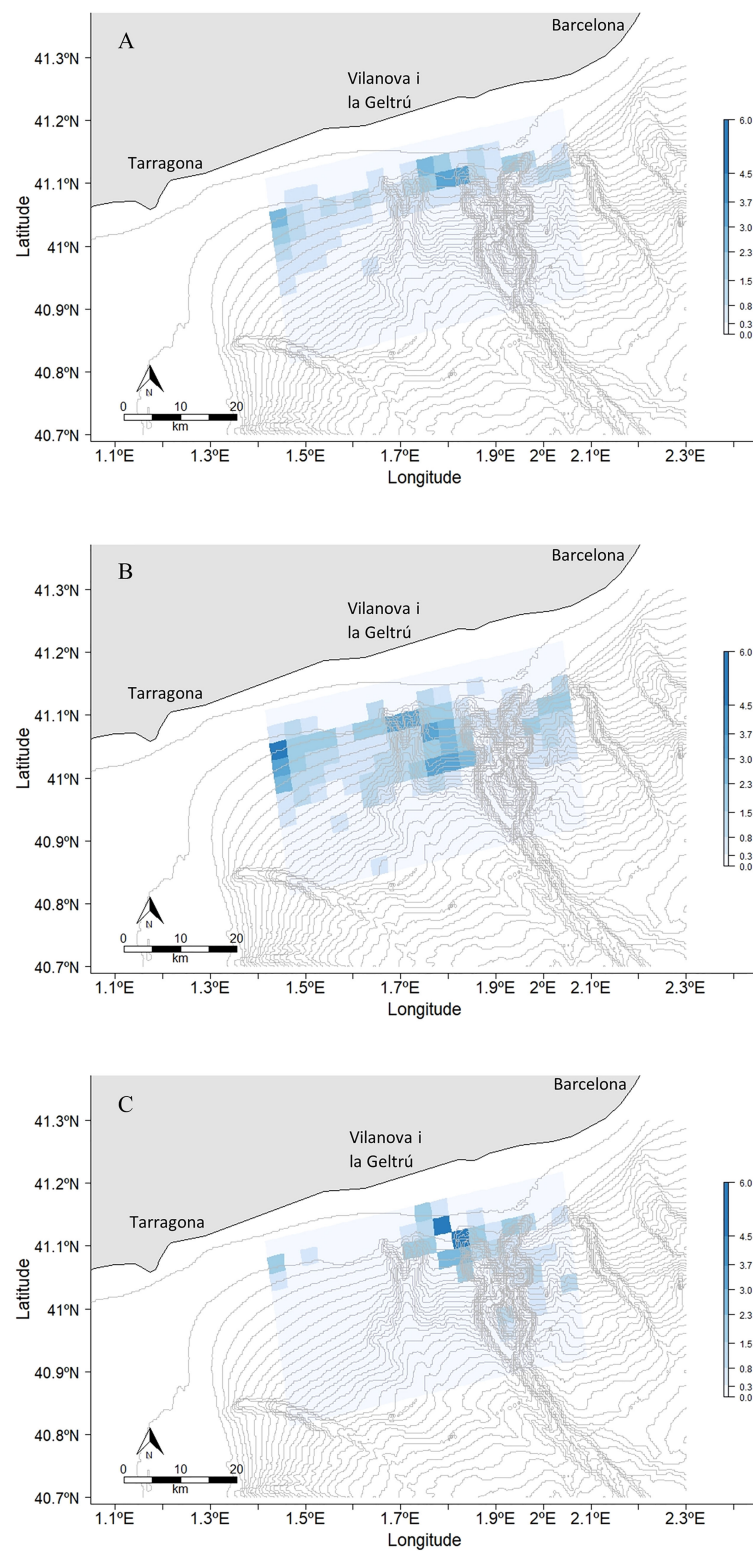 A
Barcelona
41.3ºN
Vilanova i
la Geltrú
41.2ºN
6.0
Tarragona
41.1ºN
4.5
3.7
41ºN
3.0
2.3
Latitude
1.5
40.9ºN
0.8
0.3
0.0
40.8ºN
N
0 10 20
km
40.7ºN
1.1ºE 1.3ºE 1.5ºE 1.7ºE 1.9ºE 2ºE 2.1ºE 2.3ºE
Longitude
B
Barcelona
41.3ºN
Vilanova i
la Geltrú
41.2ºN
6.0
Tarragona
41.1ºN
4.5
3.7
41ºN
3.0
2.3
Latitude
1.5
40.9ºN
0.8
0.3
0.0
40.8ºN
N
0 10 20
km
40.7ºN
1.1ºE 1.3ºE 1.5ºE 1.7ºE 1.9ºE 2ºE 2.1ºE 2.3ºE
Longitude
C
Barcelona
41.3ºN
Vilanova i
la Geltrú
41.2ºN
6.0
Tarragona
41.1ºN
4.5
3.7
41ºN
3.0
2.3
Latitude
1.5
40.9ºN
0.8
0.3
0.0
40.8ºN
N
0 10 20
km
40.7ºN
1.1ºE 1.3ºE 1.5ºE 1.7ºE 1.9ºE 2ºE 2.1ºE 2.3ºE
Longitude